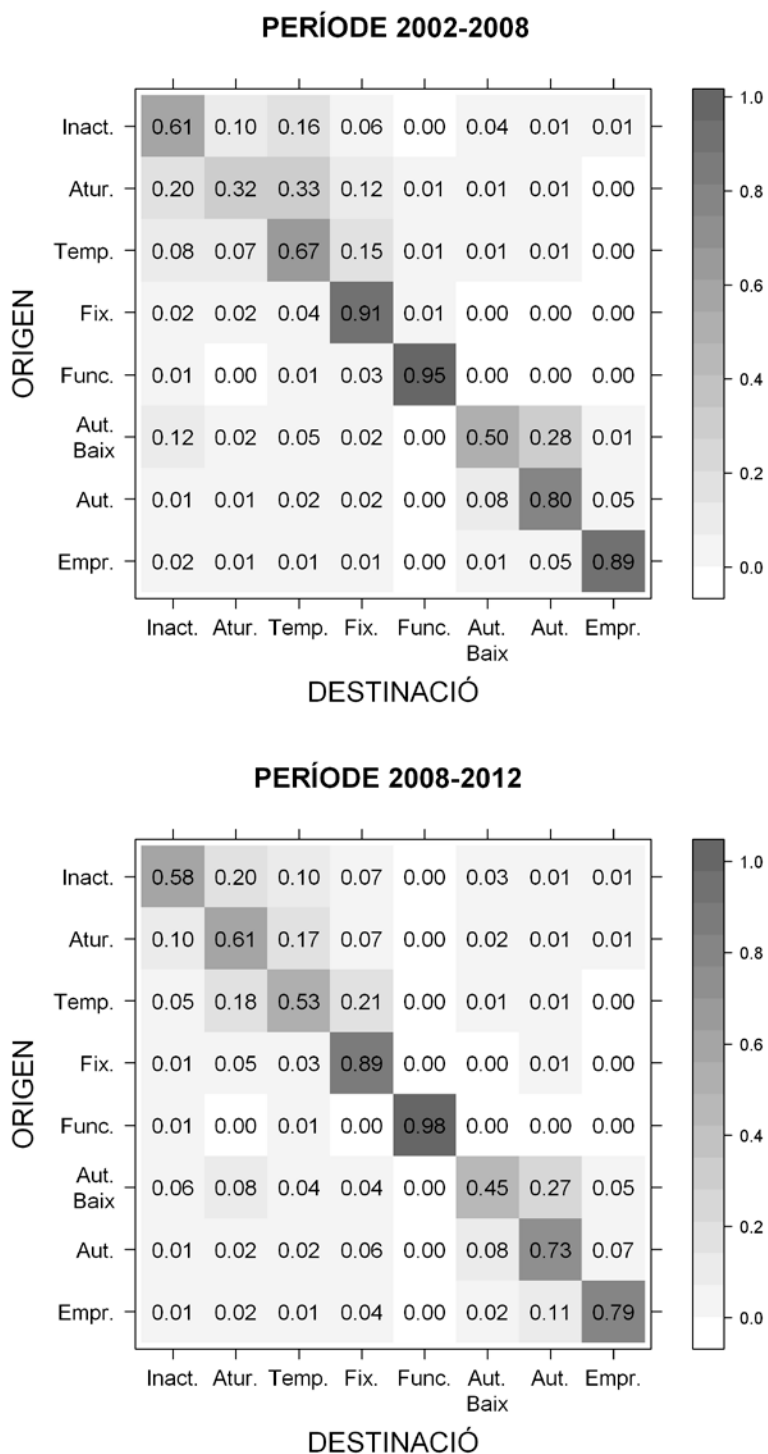 PERÍODE 2002-2008
Inact. 0.61 0.10 0.16 0.06 0.00 0.04 0.01 0.01
Atur. 0.20 0.32 0.33 0.12 0.01 0.01 0.01 0.00
Temp. 0.08 0.07 0.67 0.15 0.01 0.01 0.01 0.00
Fix. 0.02 0.02 0.04 0.91 0.01 0.00 0.00 0.00
Func. 0.01 0.00 0.01 0.03 0.95 0.00 0.00 0.00
Aut.
Baix 0.12 0.02 0.05 0.02 0.00 0.50 0.28 0.01
Aut. 0.01 0.01 0.02 0.02 0.00 0.08 0.80 0.05
Empr. 0.02 0.01 0.01 0.01 0.00 0.01 0.05 0.89
ORIGEN
Inact. Atur. Temp. Fix. Func. Aut. Aut. Empr.
Baix
DESTINACIÓ
1.0
0.8
0.6
0.4
0.2
0.0
PERÍODE 2008-2012
Inact. 0.58 0.20 0.10 0.07 0.00 0.03 0.01 0.01
Atur. 0.10 0.61 0.17 0.07 0.00 0.02 0.01 0.01
Temp. 0.05 0.18 0.53 0.21 0.00 0.01 0.01 0.00
Fix. 0.01 0.05 0.03 0.89 0.00 0.00 0.01 0.00
Func. 0.01 0.00 0.01 0.00 0.98 0.00 0.00 0.00
Aut.
Baix 0.06 0.08 0.04 0.04 0.00 0.45 0.27 0.05
Aut. 0.01 0.02 0.02 0.06 0.00 0.08 0.73 0.07
Empr. 0.01 0.02 0.01 0.04 0.00 0.02 0.11 0.79
ORIGEN
Inact. Atur. Temp. Fix. Func. Aut. Aut. Empr.
Baix
DESTINACIÓ
1.0
0.8
0.6
0.4
0.2
0.0